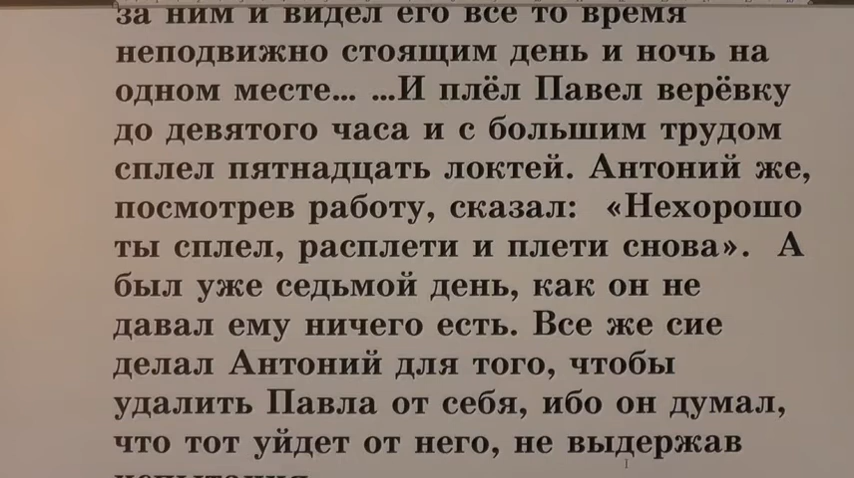 за ним и видел его все то время
неподвижно стоящим день и ночь на
одном месте... ...И плёл Павел верёвку
до девятого часа и с большим трудом
сплел пятнадцать локтей. Антоний же,
посмотрев работу, сказал: «Нехорошо
ты сплел, расплети и плети снова». А
был уже седьмой день, как он не
давал ему ничего есть. Все же сие
делал Антоний для того, чтобы
удалить Павла от себя, ибо он думал,
что тот уйдет от него, не выдержав